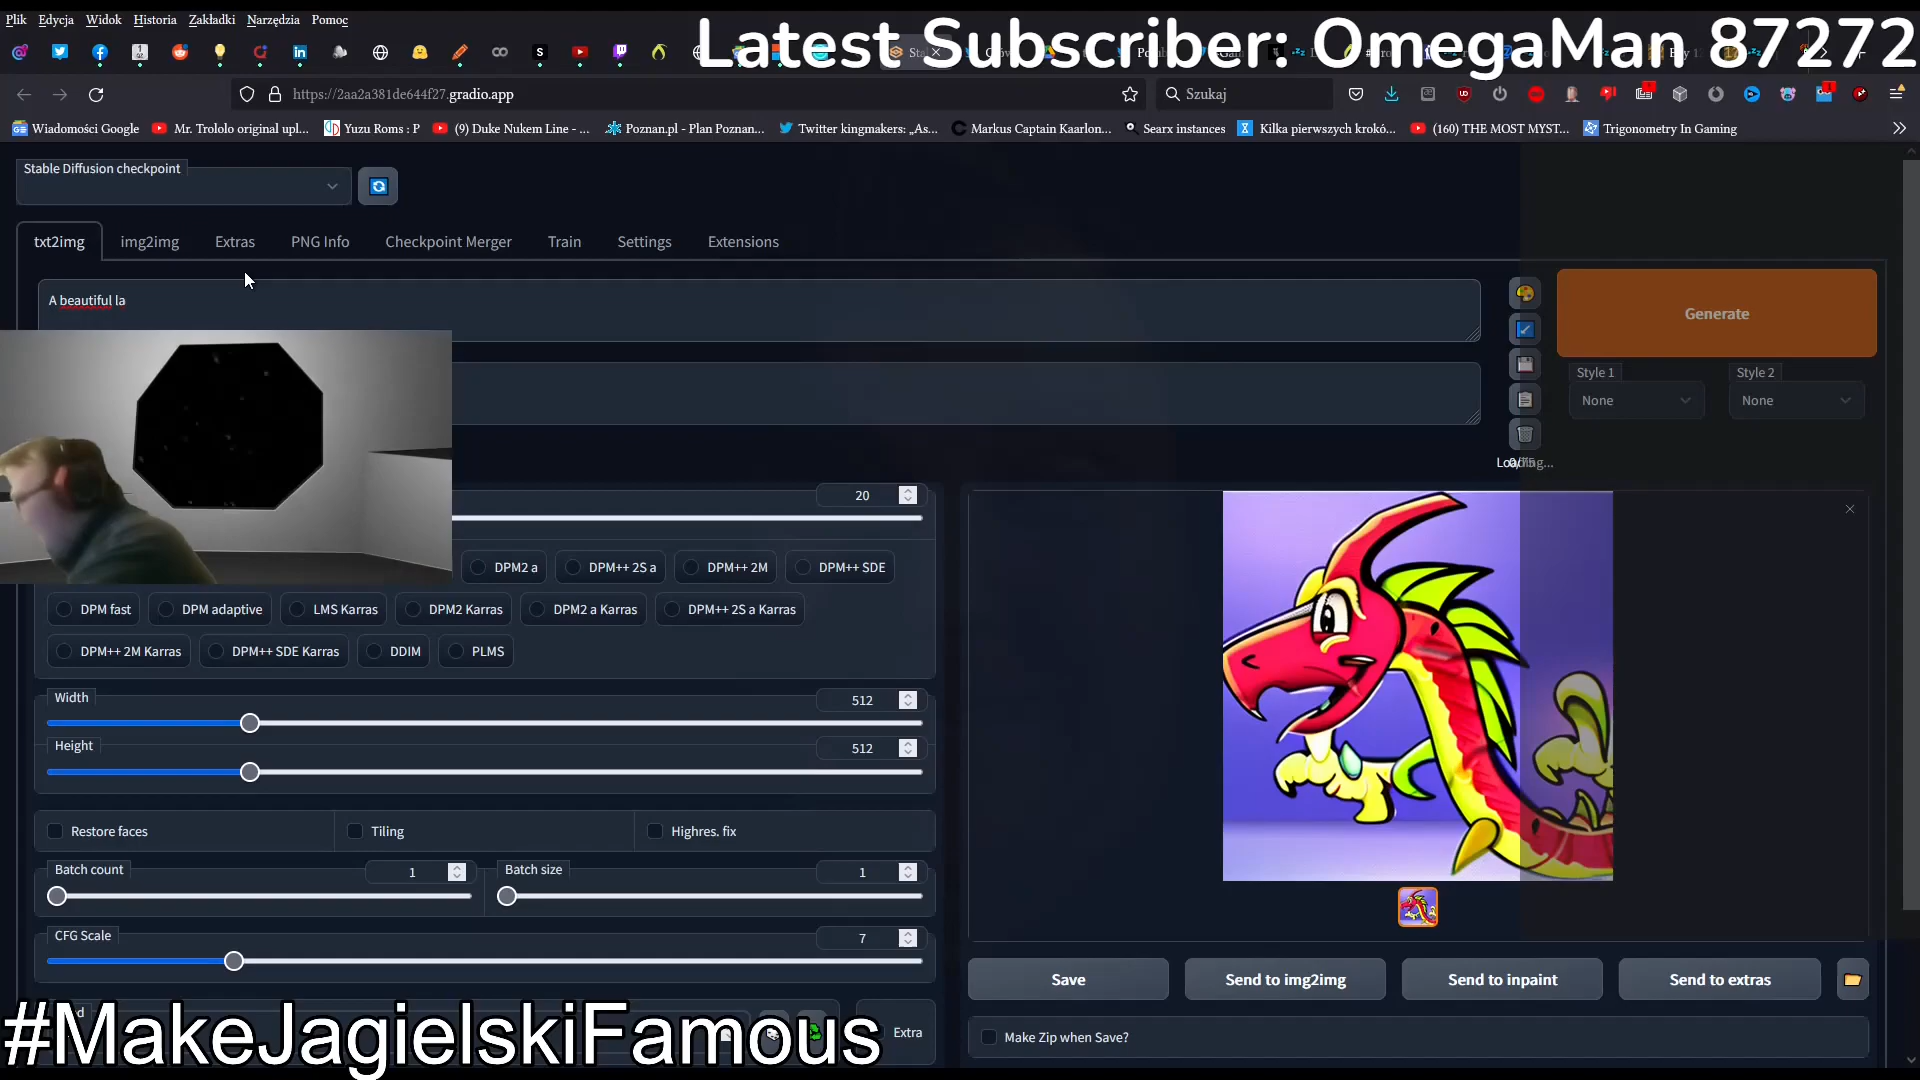 Plik Edycja Widok Historia Zakładki Narzędzia Pomoc
Latest Subscriber: OmegaMan 87272
https://2aa2a381de644f27.gradio.app
Szukaj
Wiadomości Google
Mr. Trololo original upl...
Yuzu Roms : P
(9) Duke Nukem Line - ...
Poznan.pl - Plan Poznan...
Twitter kingmakers: „As...
Markus Captain Kaarlon...
Searx instances
Kilka pierwszych krokó...
(160) THE MOST MYST...
Trigonometry In Gaming
Stable Diffusion checkpoint
txt2img img2img Extras PNG Info Checkpoint Merger Train Settings Extensions
A beautiful la
Generate
Style 1 Style 2
None None
20
DPM2 a DPM++ 2S a DPM++ 2M DPM++ SDE
DPM fast DPM adaptive LMS Karras DPM2 Karras DPM2 a Karras DPM++ 2S a Karras
DPM++ 2M Karras DPM++ SDE Karras DDIM PLMS
Width 512
Height 512
Restore faces Tiling Highres. fix
Batch count 1 Batch size 1
CFG Scale 7
Save Send to img2img Send to inpaint Send to extras
#MakeJagielskiFamous
Extra
Make Zip when Save?